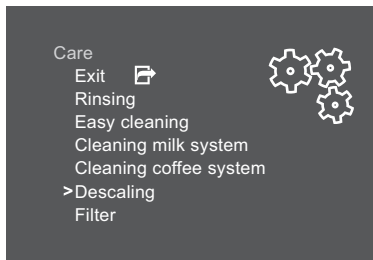 Care
Exit
Rinsing
Easy cleaning
Cleaning milk system
Cleaning coffee system
>Descaling
Filter